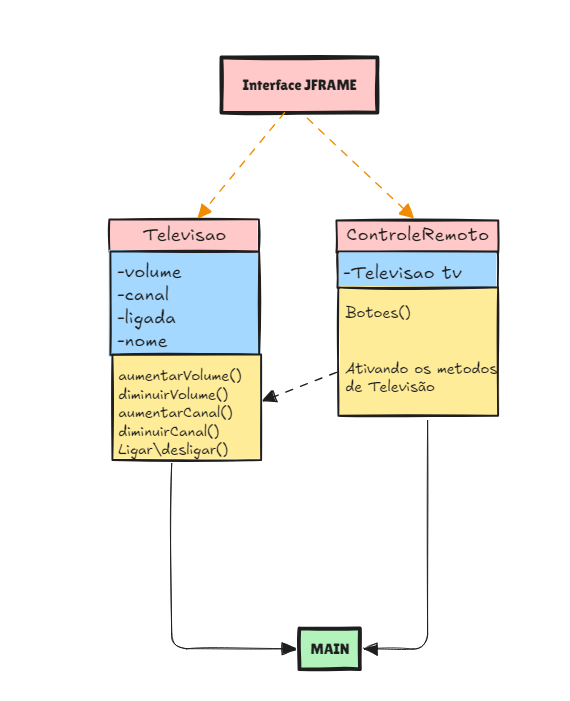 Interface JFRAME
Televisao
-volume
-canal
-ligada
-nome
aumentarVolume()
diminuirVolume()
aumentarCanal()
diminuirCanal()
Ligar\desligar()
ControleRemoto
-Televisao tv
Botoes()
Ativando os metodos
de Televisão
MAIN